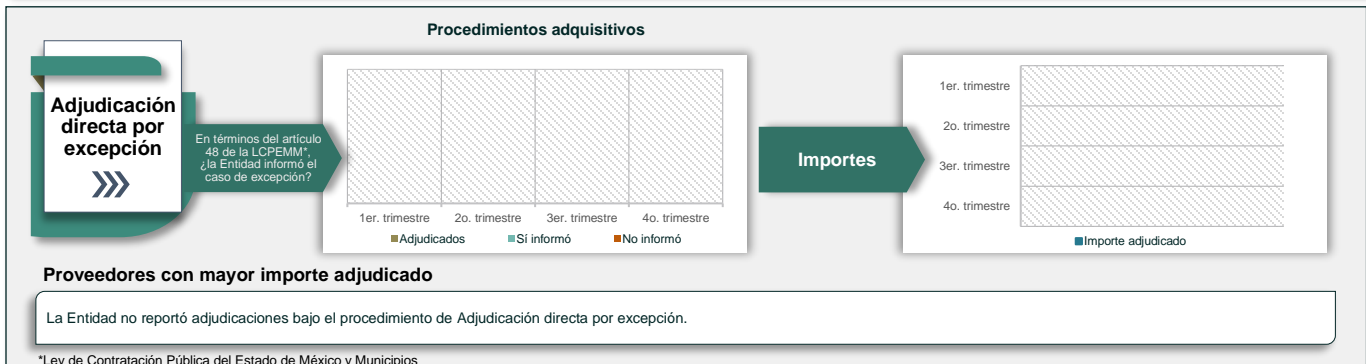 Procedimientos adquisitivos
Adjudicación
directa por
excepción
En términos del artículo
48 de la LCPEMM*,
¿la Entidad informó el
caso de excepción?
1er. trimestre
2o. trimestre
3er. trimestre
4o. trimestre
Adjudicados
Sí informó
No informó
Importes
1er. trimestre
2o. trimestre
3er. trimestre
4o. trimestre
Importe adjudicado
Proveedores con mayor importe adjudicado
La Entidad no reportó adjudicaciones bajo el procedimiento de Adjudicación directa por excepción.
*Ley de Contratación Pública del Estado de México y Municipios